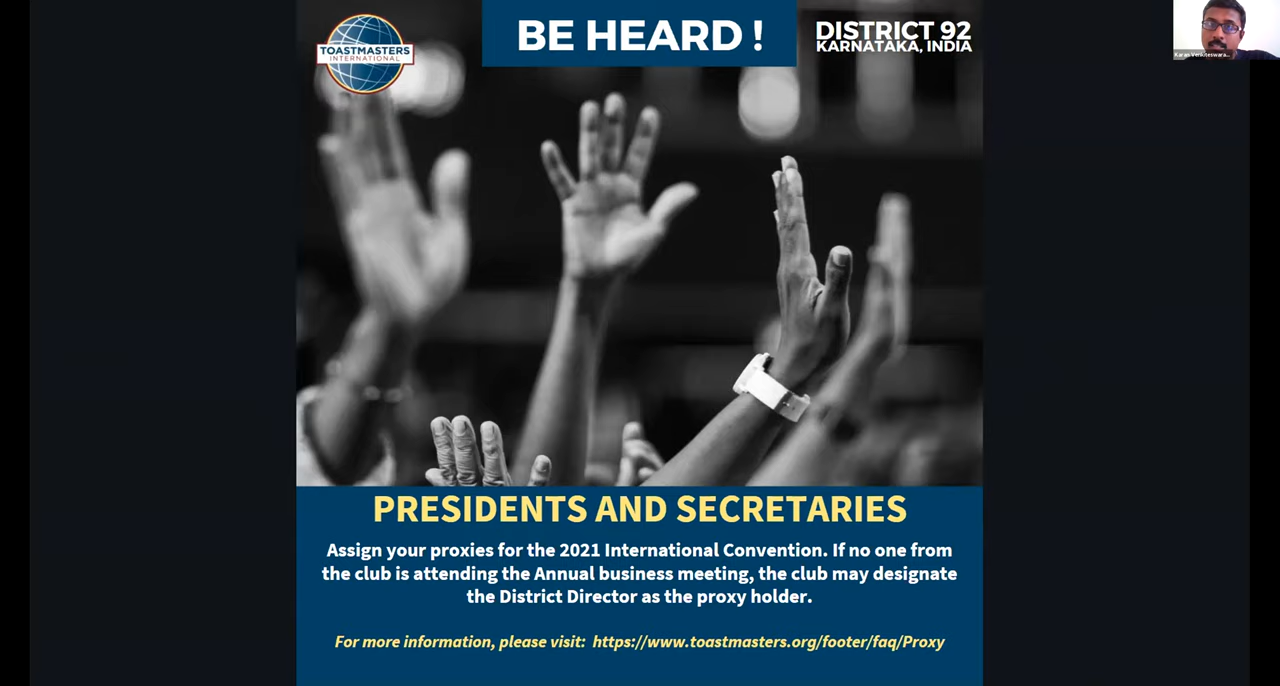 TOASTMASTERS
INTERNATIONAL
BE HEARD !
DISTRICT 92
KARNATAKA, INDIA
PRESIDENTS AND SECRETARIES
Assign your proxies for the 2021 International Convention. If no one from
the club is attending the Annual business meeting, the club may designate
the District Director as the proxy holder.
For more information, please visit: https://www.toastmasters.org/footer/faq/Proxy